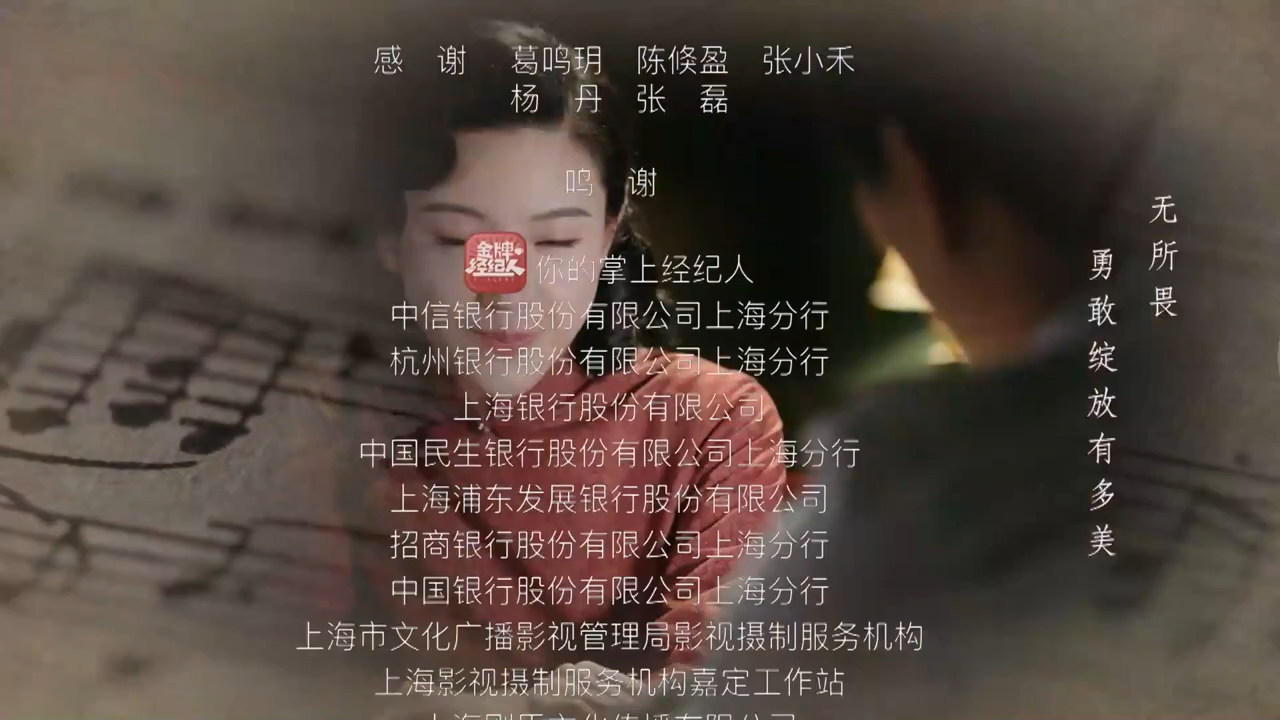 感 谢 葛鸣玥 陈倏盈 张小禾
杨 丹 张 磊
鸣 谢
金牌经纪人 你的掌上经纪人
中信银行股份有限公司上海分行
杭州银行股份有限公司上海分行
上海银行股份有限公司
中国民生银行股份有限公司上海分行
上海浦东发展银行股份有限公司
招商银行股份有限公司上海分行
中国银行股份有限公司上海分行
上海市文化广播影视管理局影视摄制服务机构
上海影视摄制服务机构嘉定工作站
无所畏
勇敢绽放有多美